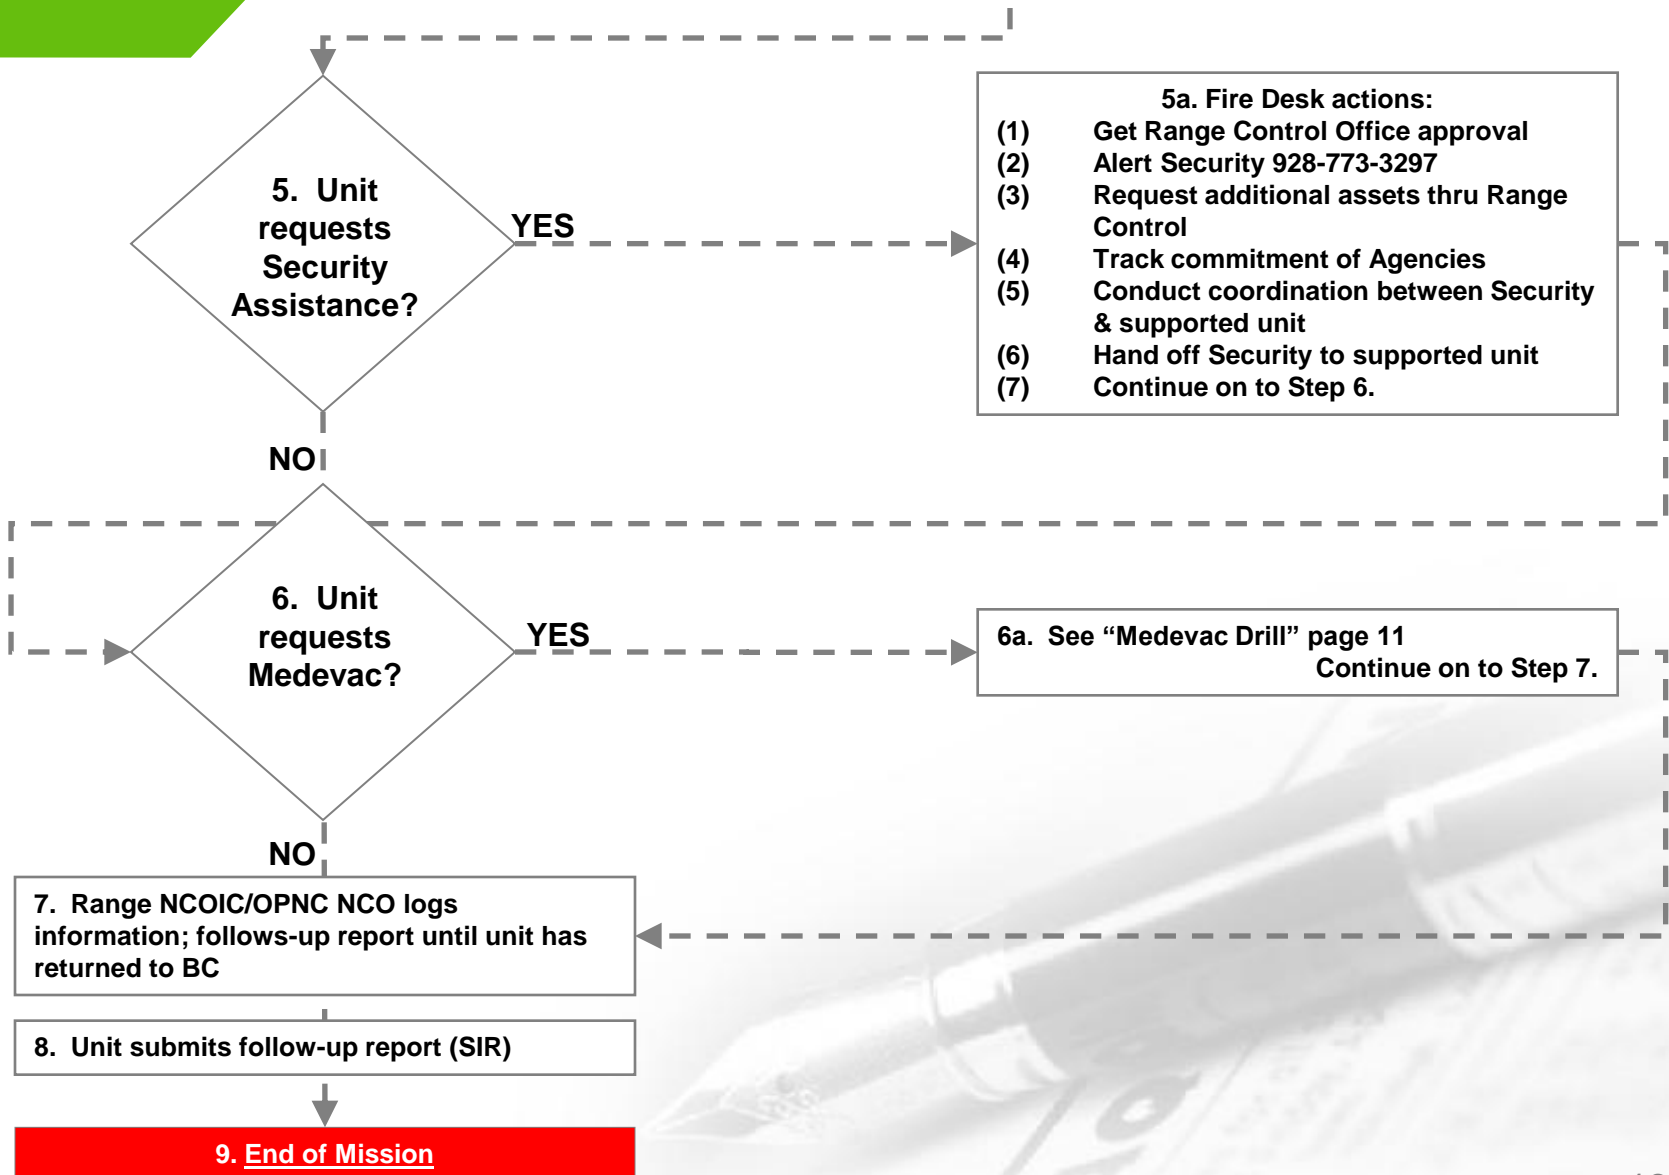 5. Unit
requests
Security
Assistance?
YES
5a. Fire Desk actions:
(1) Get Range Control Office approval
(2) Alert Security 928-773-3297
(3) Request additional assets thru Range
Control
(4) Track commitment of Agencies
(5) Conduct coordination between Security
& supported unit
(6) Hand off Security to supported unit
(7) Continue on to Step 6.
NO
6. Unit
requests
Medevac?
YES
6a. See “Medevac Drill” page 11
Continue on to Step 7.
NO
7. Range NCOIC/OPNC NCO logs
information; follows-up report until unit has
returned to BC
8. Unit submits follow-up report (SIR)
9. End of Mission